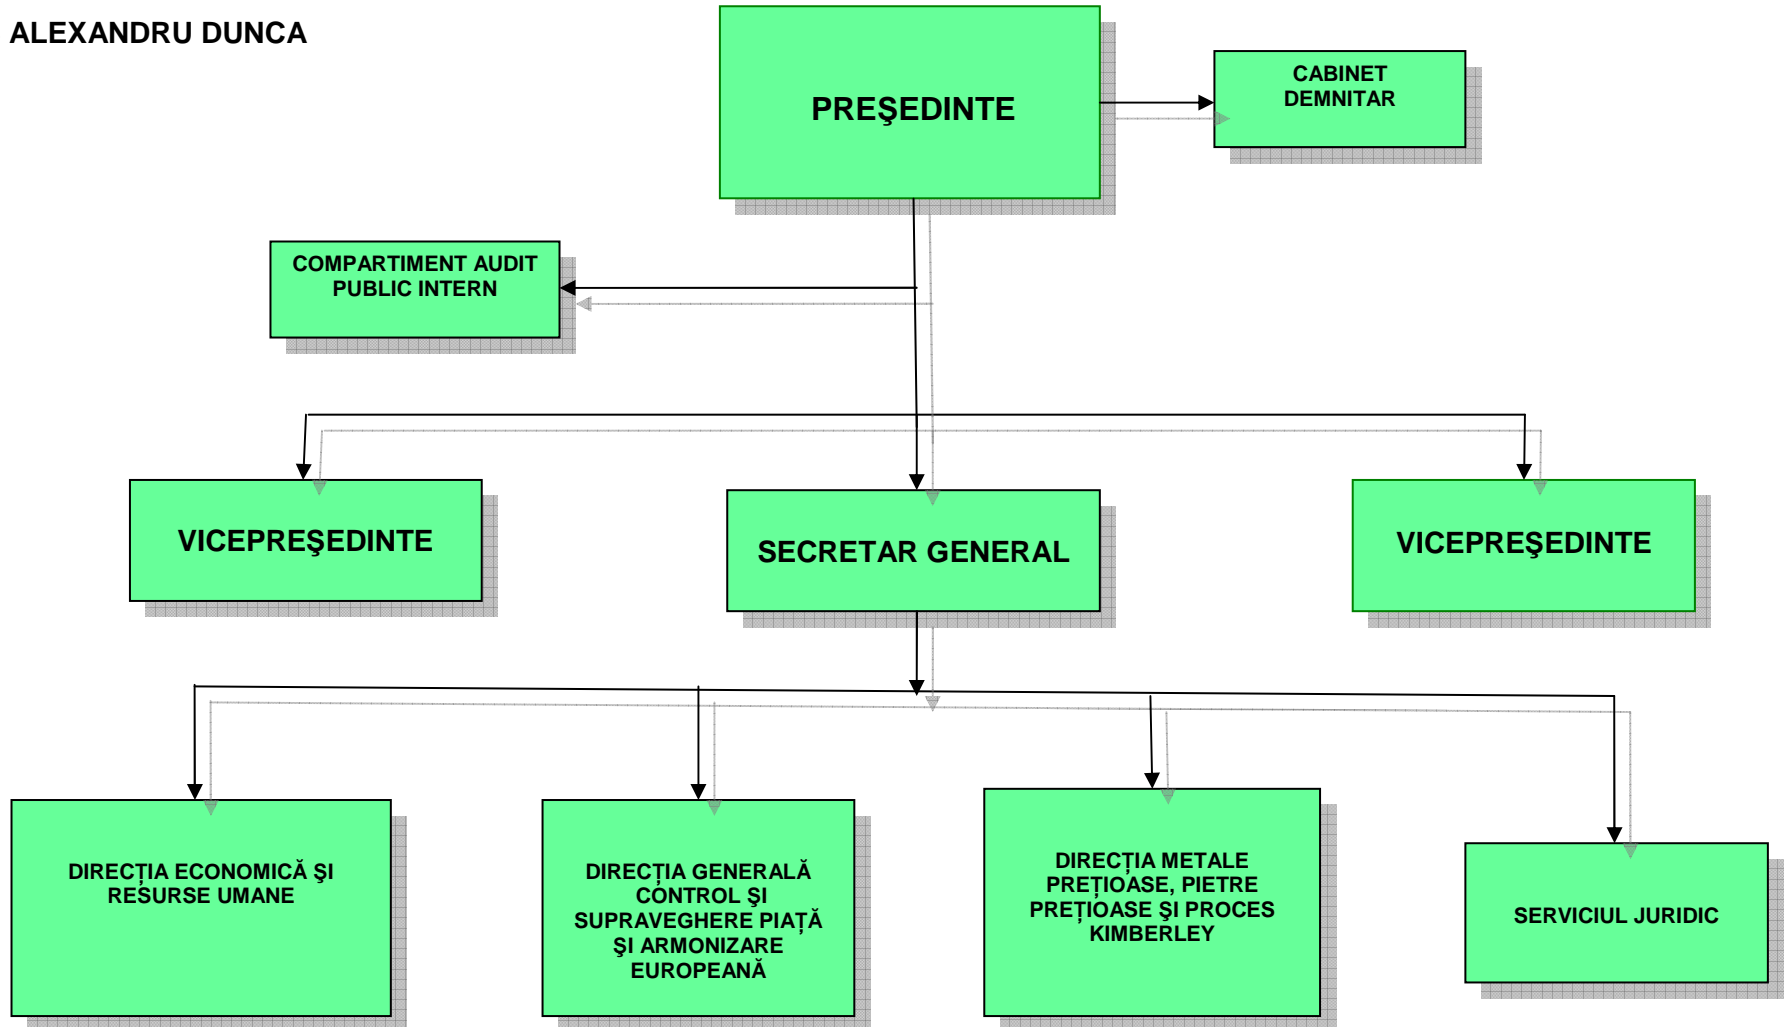 ALEXANDRU DUNCA
PREŞEDINTE
CABINET
DEMNITAR
COMPARTIMENT AUDIT
PUBLIC INTERN
VICEPREŞEDINTE
SECRETAR GENERAL
VICEPREŞEDINTE
DIRECȚIA ECONOMICĂ ŞI
RESURSE UMANE
DIRECȚIA GENERALĂ
CONTROL ŞI
SUPRAVEGHERE PIAȚĂ
ŞI ARMONIZARE
EUROPEANĂ
DIRECȚIA METALE
PREȚIOASE, PIETRE
PREȚIOASE ŞI PROCES
KIMBERLEY
SERVICIUL JURIDIC